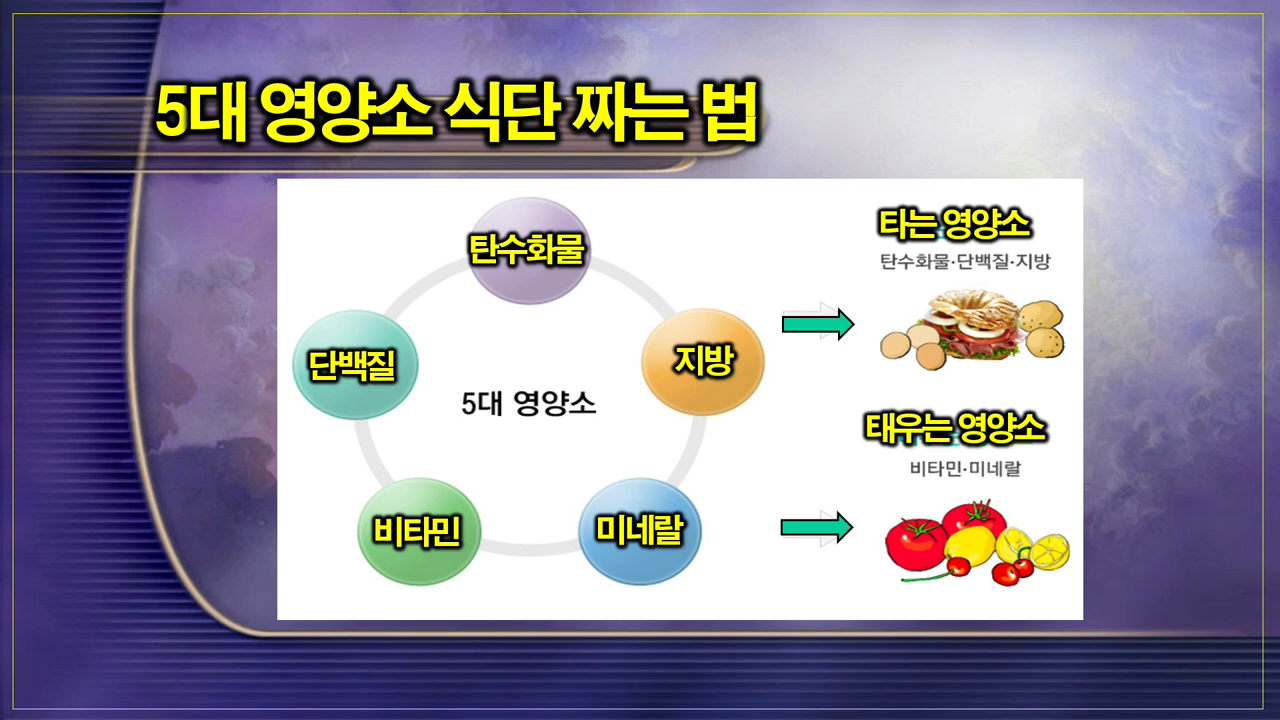 5대 영양소 식단 짜는 법
탄수화물
단백질
지방
5대 영양소
비타민
미네랄
타는 영양소
탄수화물·단백질·지방
태우는 영양소
비타민·미네랄